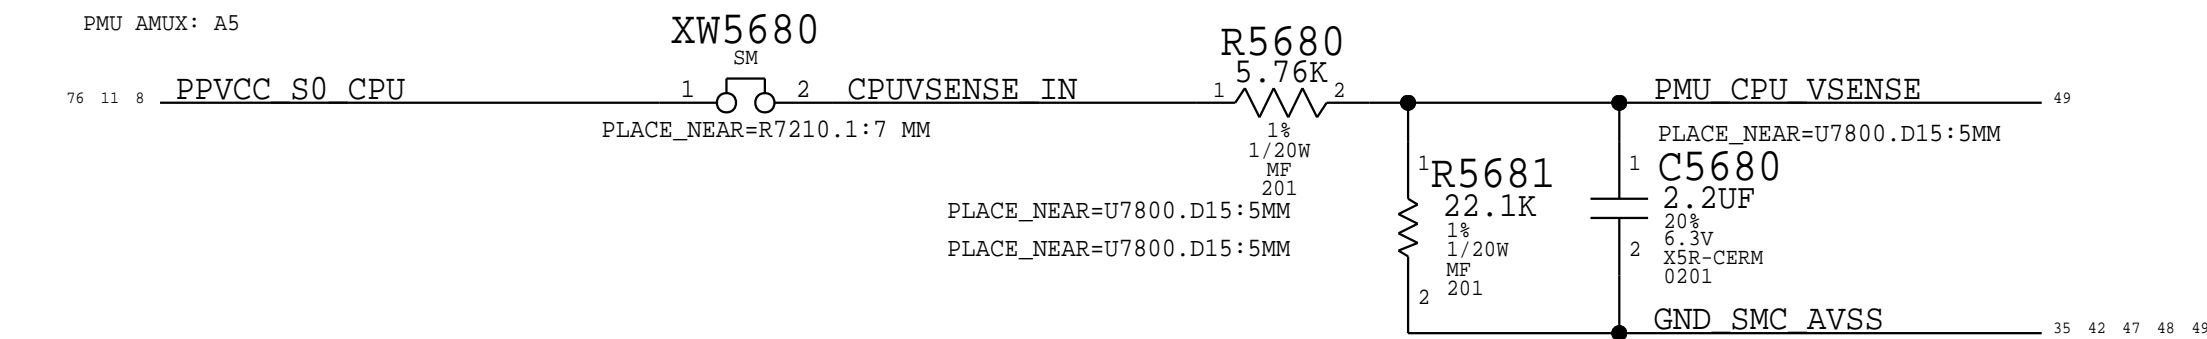 PMU AMUX: A5
XW5680
SM
76 11 8 PPVCC_S0_CPU
1 2
CPUVSENSE_IN
PLACE_NEAR=R7210.1:7 MM
R5680
5.76K
1 2
1%
1/20W
MF
201
PLACE_NEAR=U7800.D15:5MM
PLACE_NEAR=U7800.D15:5MM
PMU_CPU_VSENSE 49
PLACE_NEAR=U7800.D15:5MM
1
R5681
22.1K
1%
1/20W
MF
201
2
1
C5680
2.2UF
20%
6.3V
X5R-CERM
0201
2
GND_SMC_AVSS 35 42 47 48 49